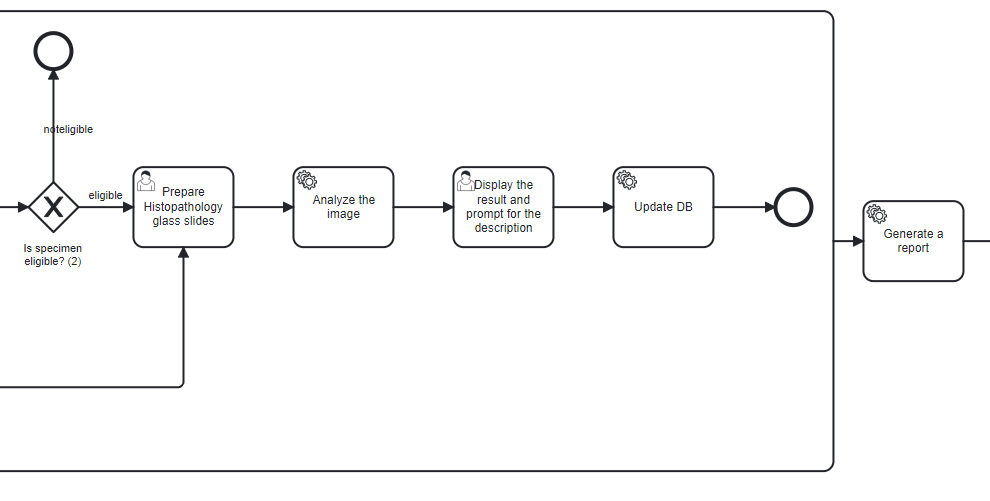 noteligible
eligible
Is specimen
eligible? (2)
Prepare
Histopathology
glass slides
Analyze the
image
Display the
result and
prompt for the
description
Update DB
Generate a
report